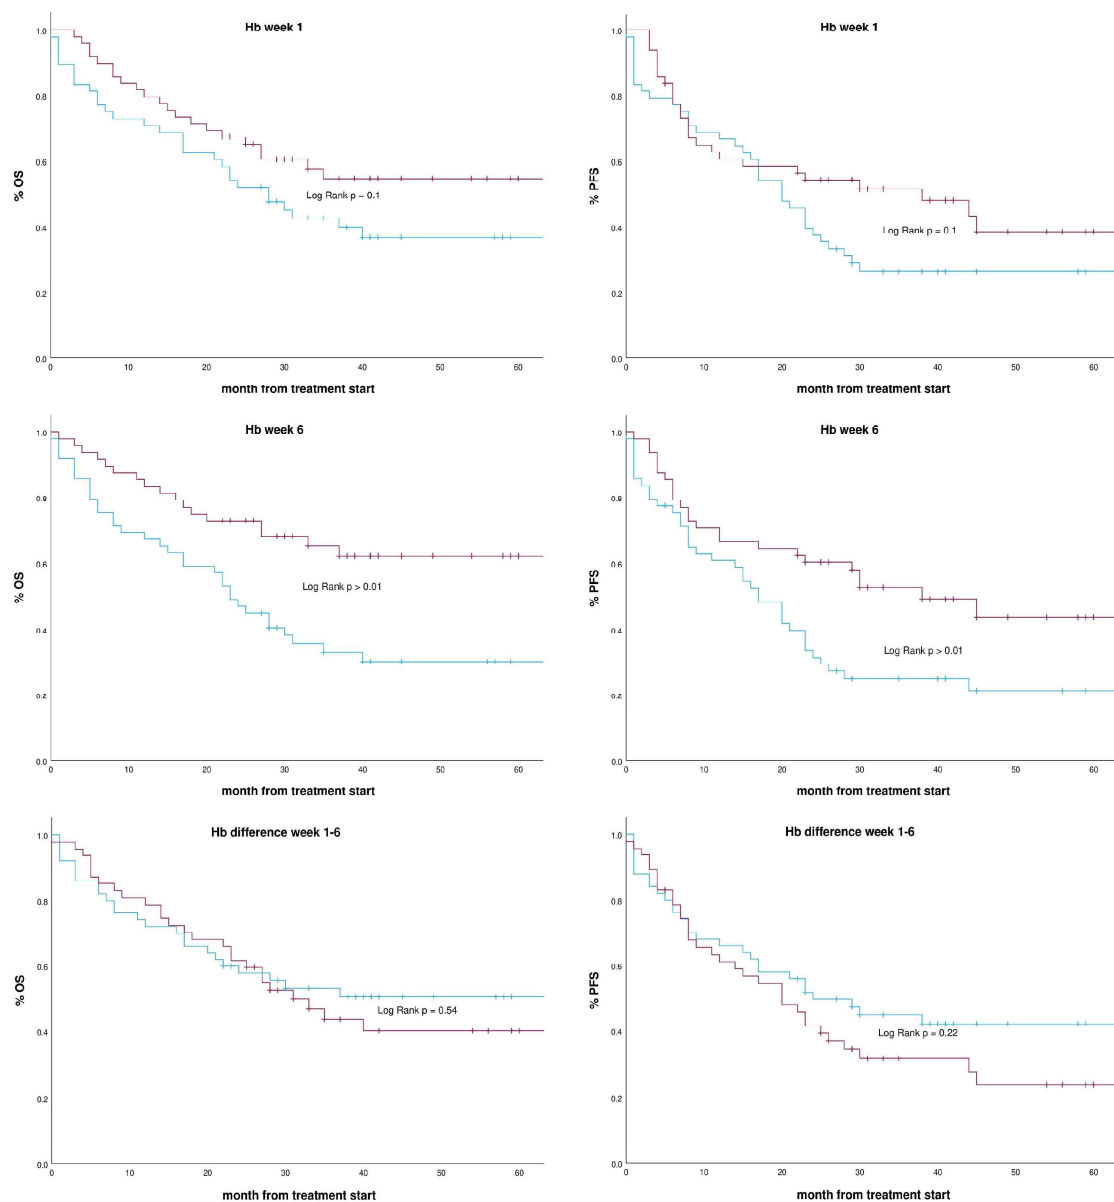 Hb week 1
1.0
0.8
0.6
0.4
0.2
0.0
% OS
Log Rank p = 0.1
0 10 20 30 40 50 60
month from treatment start
Hb week 1
1.0
0.8
0.6
0.4
0.2
0.0
% PFS
Log Rank p = 0.1
0 10 20 30 40 50 60
month from treatment start
Hb week 6
1.0
0.8
0.6
0.4
0.2
0.0
% OS
Log Rank p > 0.01
0 10 20 30 40 50 60
month from treatment start
Hb week 6
1.0
0.8
0.6
0.4
0.2
0.0
% PFS
Log Rank p > 0.01
0 10 20 30 40 50 60
month from treatment start
Hb difference week 1-6
1.0
0.8
0.6
0.4
0.2
0.0
% OS
Log Rank p = 0.54
0 10 20 30 40 50 60
month from treatment start
Hb difference week 1-6
1.0
0.8
0.6
0.4
0.2
0.0
% PFS
Log Rank p = 0.22
0 10 20 30 40 50 60
month from treatment start